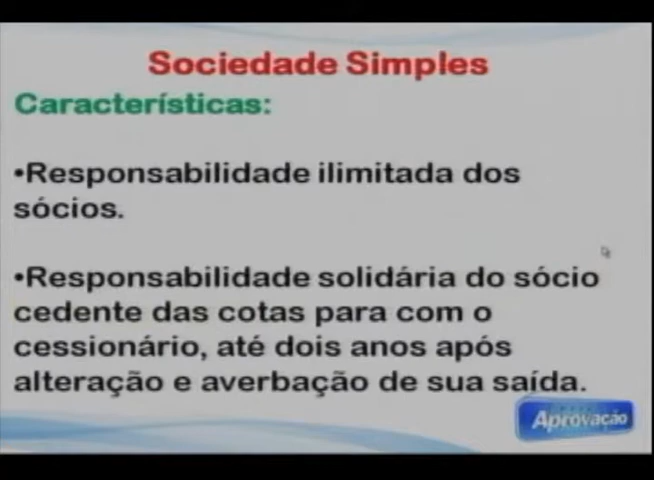 Sociedade Simples
Características:
•Responsabilidade ilimitada dos
sócios.
•Responsabilidade solidária do sócio
cedente das cotas para com o
cessionário, até dois anos após
alteração e averbação de sua saída.
Aprovação